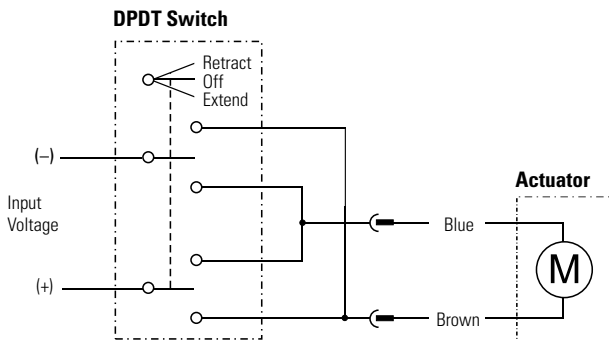 DPDT Switch
Retract
Off
Extend
(–)
Input
Voltage
(+)
Actuator
Blue
M
Brown